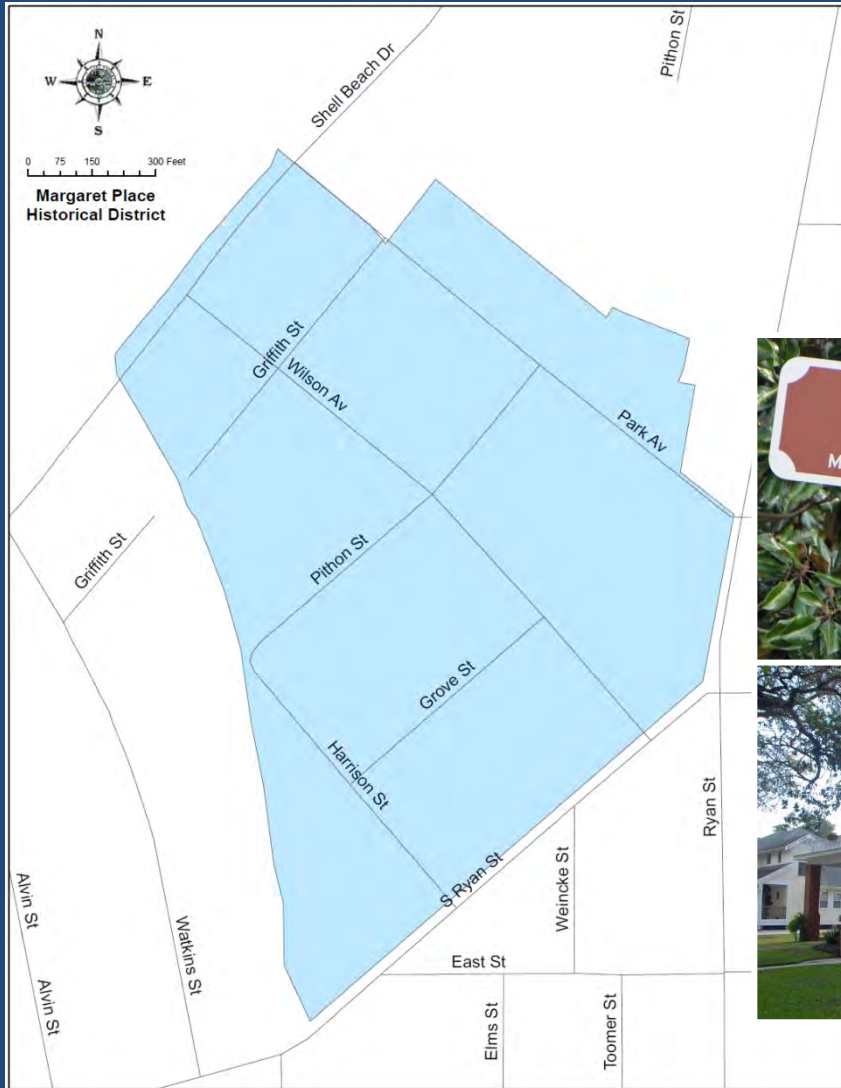 N
W E
S
0 75 150 300 Feet
Margaret Place
Historical District
Shell Beach Dr
Pithon St
Griffith St
Wilson Av
Park Av
Griffith St
Pithon St
Grove St
Harrison St
S Ryan St
Ryan St
Weincke St
Alvin St
Watkins St
East St
Alvin St
Elms St
Toomer St
M